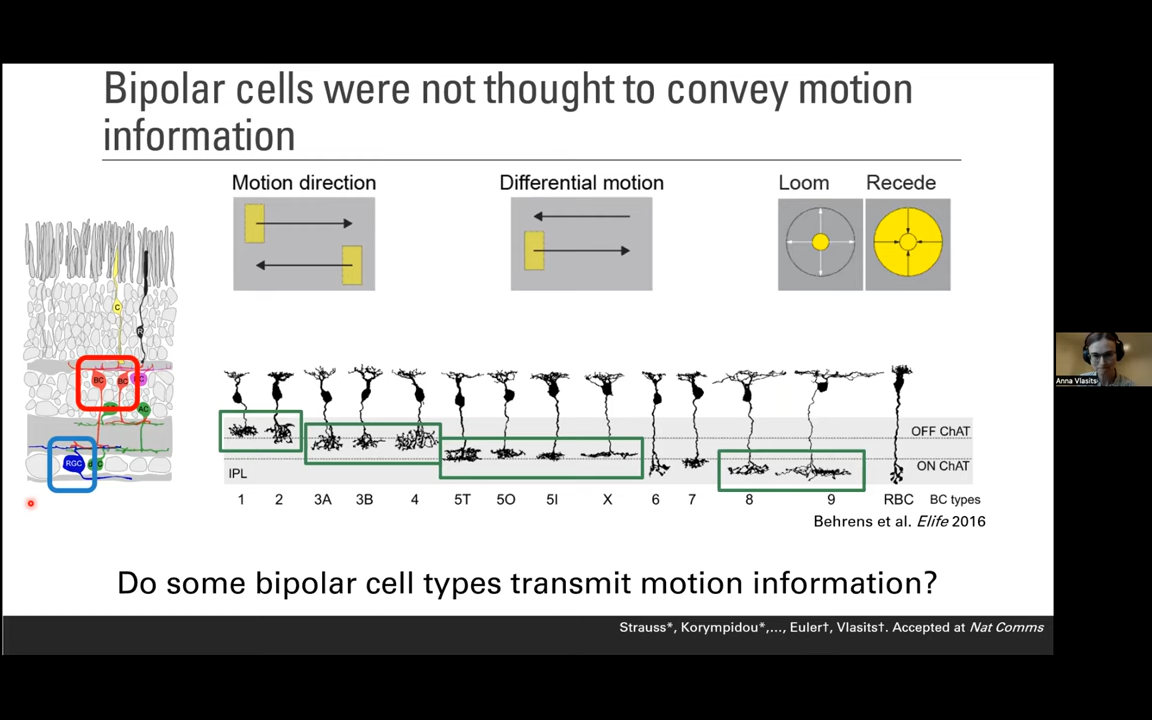 Bipolar cells were not thought to convey motion
information
Motion direction
Differential motion
Loom
Recede
C
BC
BC
AC
RGC
OFF ChAT
ON ChAT
IPL
1 2 3A 3B 4 5T 5O 5I X 6 7 8 9 RBC BC types
Behrens et al. Elife 2016
Do some bipolar cell types transmit motion information?
Strauss*, Korympidou*,..., Euler†, Vlasits†. Accepted at Nat Comms
Anna Vlasits